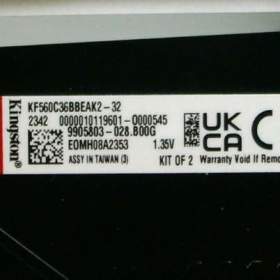 Kingston
KF560C36BBEAK2-32
2342 0000010119601-0000545
9905803-028.B00G
EOMH08A2353 1.35V
ASSY IN TAIWAN (3) KIT OF 2
UK
CA
Warranty Void If Remo